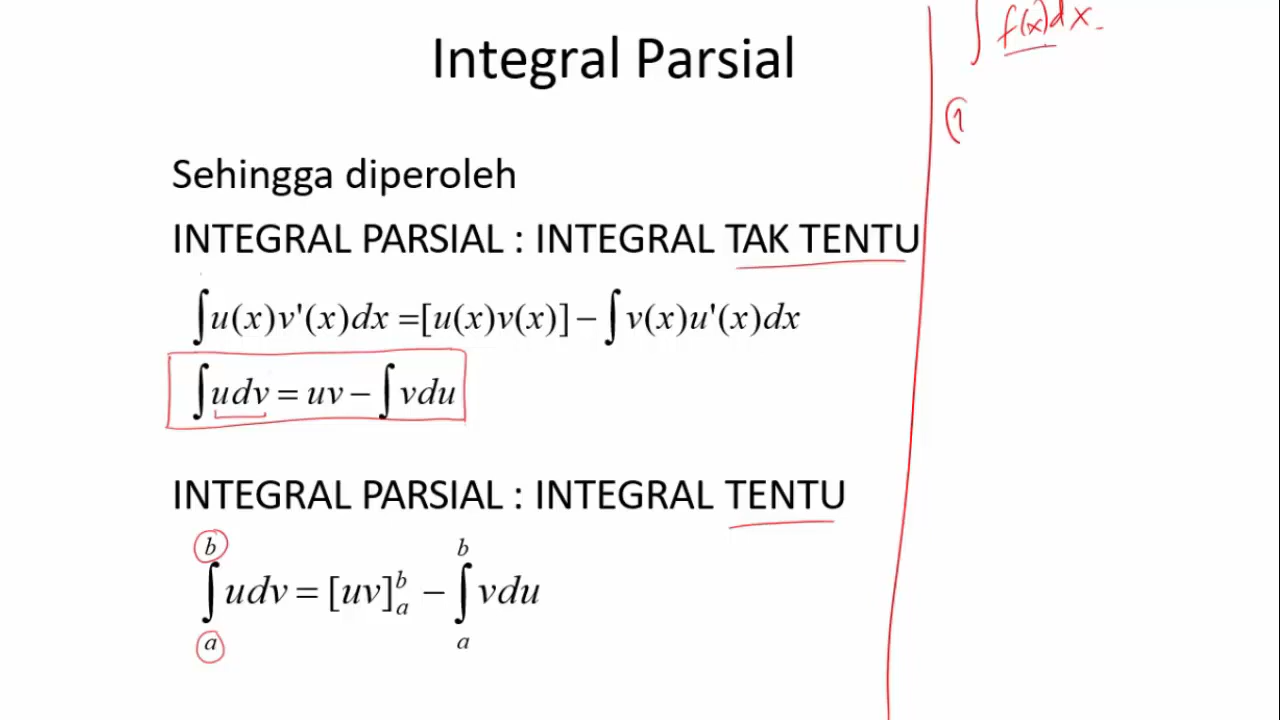 Integral Parsial
Sehingga diperoleh
INTEGRAL PARSIAL : INTEGRAL TAK TENTU
∫u(x)v'(x)dx =[u(x)v(x)] − ∫v(x)u'(x)dx
∫udv = uv − ∫vdu
INTEGRAL PARSIAL : INTEGRAL TENTU
∫_a^b udv = [uv]_a^b − ∫_a^b vdu
∫ f(x)dx.
(1